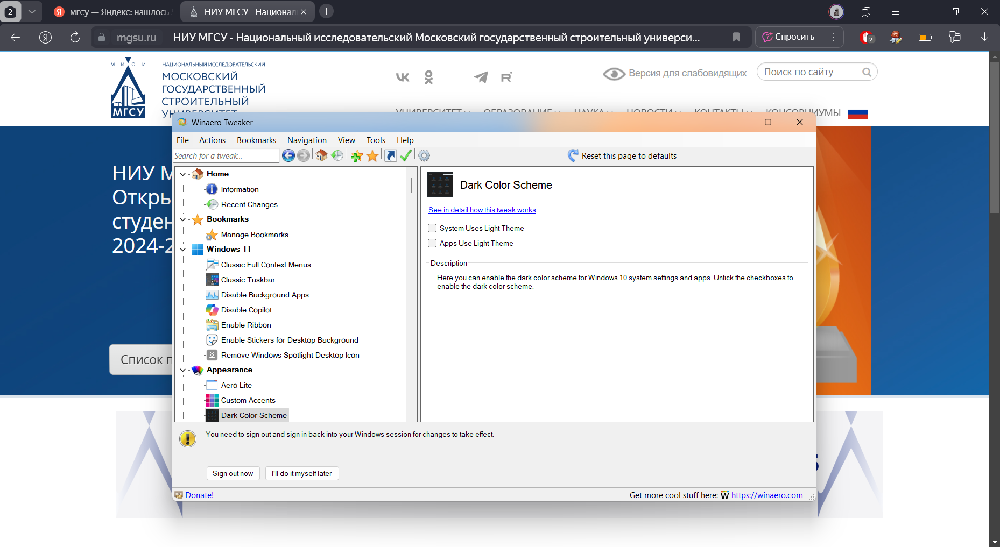 2
мгсу — Яндекс: нашлось
НИУ МГСУ - Национал
mgsu.ru
НИУ МГСУ - Национальный исследовательский Московский государственный строительный универси...
Спросить
2
МИСИ
МГСУ
НАЦИОНАЛЬНЫЙ ИССЛЕДОВАТЕЛЬСКИЙ
МОСКОВСКИЙ
ГОСУДАРСТВЕННЫЙ
СТРОИТЕЛЬНЫЙ
УНИВЕРСИТЕТ
Версия для слабовидящих
Поиск по сайту
УНИВЕРСИТЕТ
ОБРАЗОВАНИЕ
НАУКА
НОВОСТИ
КОНТАКТЫ
КОНСОРЦИУМЫ
НИУ М
Откры
студен
2024-2
Список п
Winaero Tweaker
File
Actions
Bookmarks
Navigation
View
Tools
Help
Search for a tweak...
Reset this page to defaults
Home
Information
Recent Changes
Bookmarks
Manage Bookmarks
Windows 11
Classic Full Context Menus
Classic Taskbar
Disable Background Apps
Disable Copilot
Enable Ribbon
Enable Stickers for Desktop Background
Remove Windows Spotlight Desktop Icon
Appearance
Aero Lite
Custom Accents
Dark Color Scheme
Dark Color Scheme
See in detail how this tweak works
System Uses Light Theme
Apps Use Light Theme
Description
Here you can enable the dark color scheme for Windows 10 system settings and apps. Untick the checkboxes to
enable the dark color scheme.
You need to sign out and sign in back into your Windows session for changes to take effect.
Sign out now
I'll do it myself later
Donate!
Get more cool stuff here:
https://winaero.com